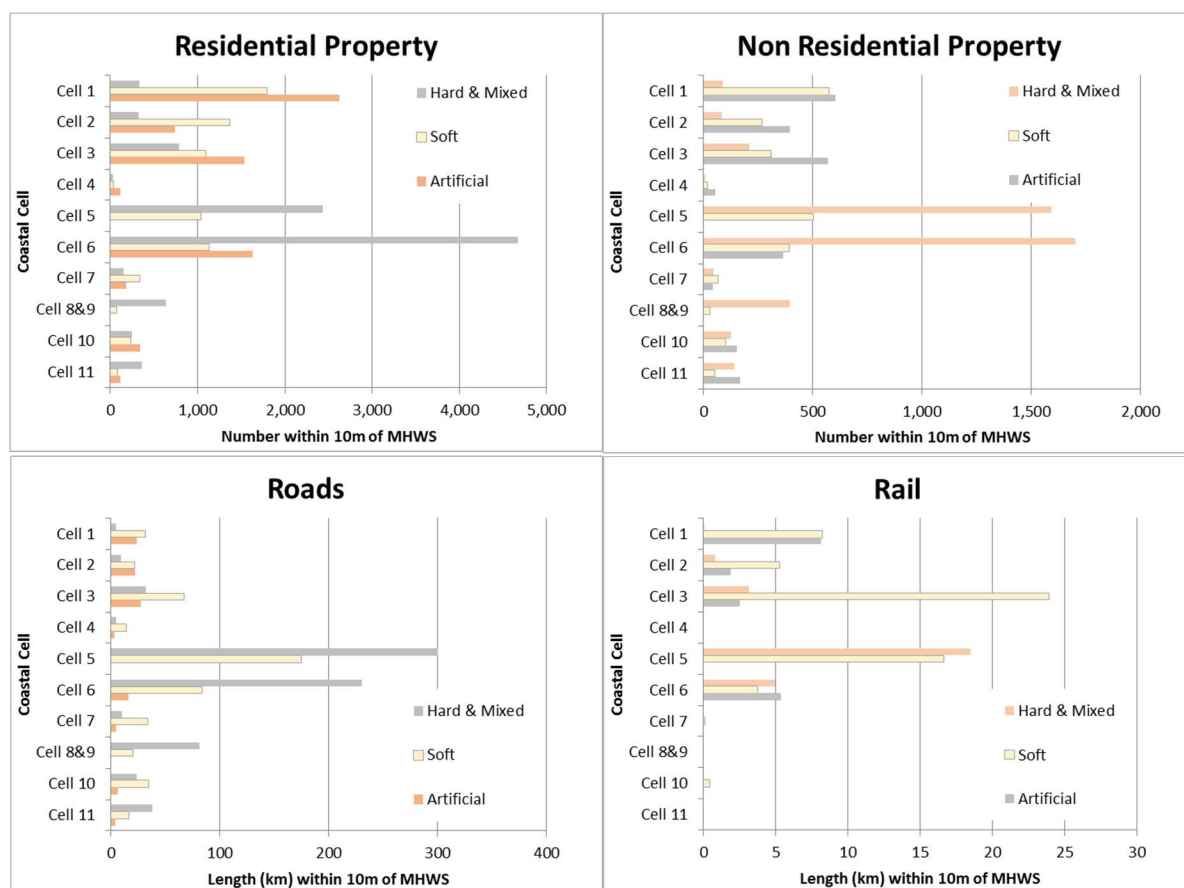 Residential Property
Coastal Cell
Cell 1
Cell 2
Cell 3
Cell 4
Cell 5
Cell 6
Cell 7
Cell 8&9
Cell 10
Cell 11
Hard & Mixed
Soft
Artificial
0 1,000 2,000 3,000 4,000 5,000
Number within 10m of MHWS
Non Residential Property
Coastal Cell
Cell 1
Cell 2
Cell 3
Cell 4
Cell 5
Cell 6
Cell 7
Cell 8&9
Cell 10
Cell 11
Hard & Mixed
Soft
Artificial
0 500 1,000 1,500 2,000
Number within 10m of MHWS
Roads
Coastal Cell
Cell 1
Cell 2
Cell 3
Cell 4
Cell 5
Cell 6
Cell 7
Cell 8&9
Cell 10
Cell 11
Hard & Mixed
Soft
Artificial
0 100 200 300 400
Length (km) within 10m of MHWS
Rail
Coastal Cell
Cell 1
Cell 2
Cell 3
Cell 4
Cell 5
Cell 6
Cell 7
Cell 8&9
Cell 10
Cell 11
Hard & Mixed
Soft
Artificial
0 5 10 15 20 25 30
Length (km) within 10m of MHWS